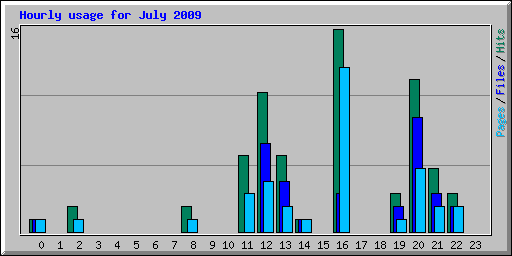 Hourly usage for July 2009
16
Pages/Files/Hits
0 1 2 3 4 5 6 7 8 9 10 11 12 13 14 15 16 17 18 19 20 21 22 23